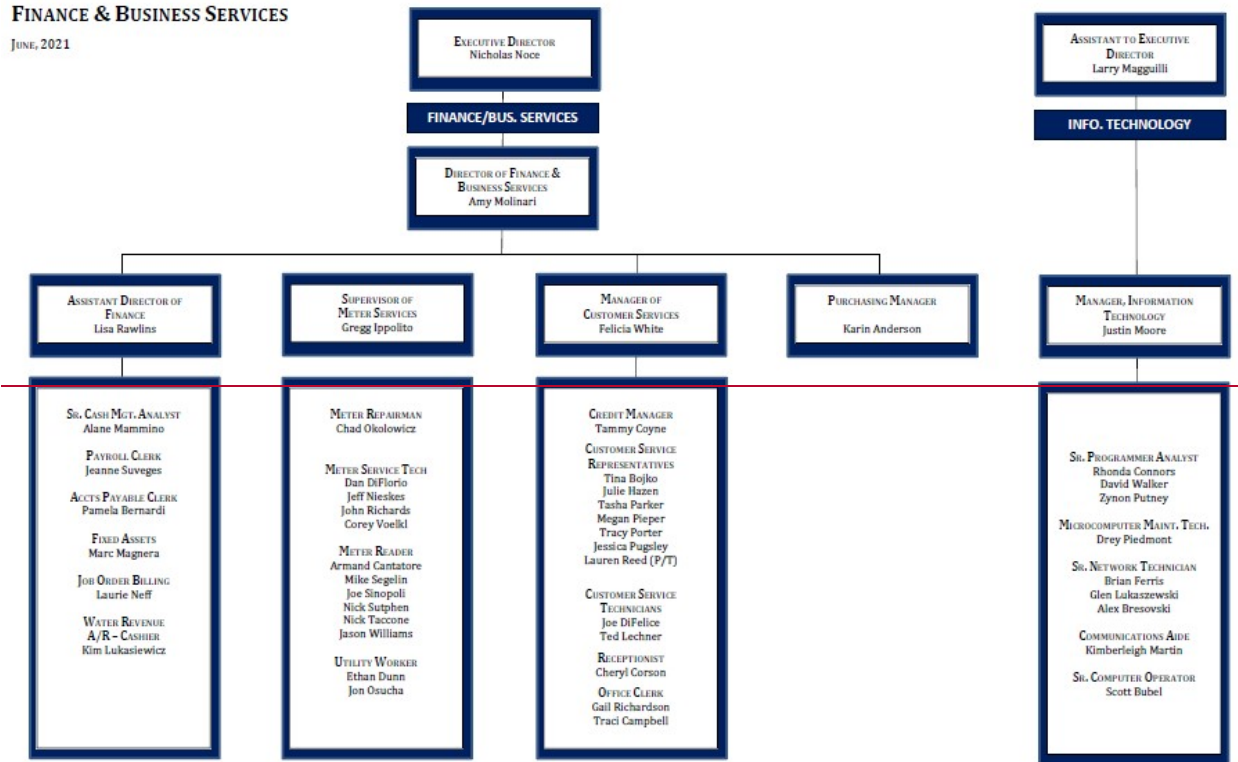 FINANCE & BUSINESS SERVICES
JUNE, 2021
EXECUTIVE DIRECTOR
Nicholas Noce
ASSISTANT TO EXECUTIVE
DIRECTOR
Larry Magguilli
FINANCE/BUS. SERVICES
INFO. TECHNOLOGY
DIRECTOR OF FINANCE &
BUSINESS SERVICES
Amy Molinari
ASSISTANT DIRECTOR OF
FINANCE
Lisa Rawlins
SUPERVISOR OF
METER SERVICES
Gregg Ippolito
MANAGER OF
CUSTOMER SERVICES
Felicia White
PURCHASING MANAGER
Karin Anderson
MANAGER, INFORMATION
TECHNOLOGY
Justin Moore
SR. CASH MGT. ANALYST
Alane Mammino
PAYROLL CLERK
Jeanne Suveges
ACCTS PAYABLE CLERK
Pamela Bernardi
FIXED ASSETS
Marc Magnera
JOB ORDER BILLING
Laurie Neff
WATER REVENUE
A/R – CASHIER
Kim Lukasiewicz
METER REPAIRMAN
Chad Okolowicz
METER SERVICE TECH
Dan DiFlorio
Jeff Nieskes
John Richards
Corey Voelkl
METER READER
Armand Cantatore
Mike Segelin
Joe Sinopoli
Nick Sutphen
Nick Taccone
Jason Williams
UTILITY WORKER
Ethan Dunn
Jon Osucha
CREDIT MANAGER
Tammy Coyne
CUSTOMER SERVICE
REPRESENTATIVES
Tina Bojko
Julie Hazen
Tasha Parker
Megan Pieper
Tracy Porter
Jessica Pugsley
Lauren Reed (P/T)
CUSTOMER SERVICE
TECHNICIANS
Joe DiFelice
Ted Lechner
RECEPTIONIST
Cheryl Corson
OFFICE CLERK
Gail Richardson
Traci Campbell
SR. PROGRAMMER ANALYST
Rhonda Connors
David Walker
Zynon Putney
MICROCOMPUTER MAINT. TECH.
Drey Piedmont
SR. NETWORK TECHNICIAN
Brian Ferris
Glen Lukaszewski
Alex Bresovski
COMMUNICATIONS AIDE
Kimberleigh Martin
SR. COMPUTER OPERATOR
Scott Bubel